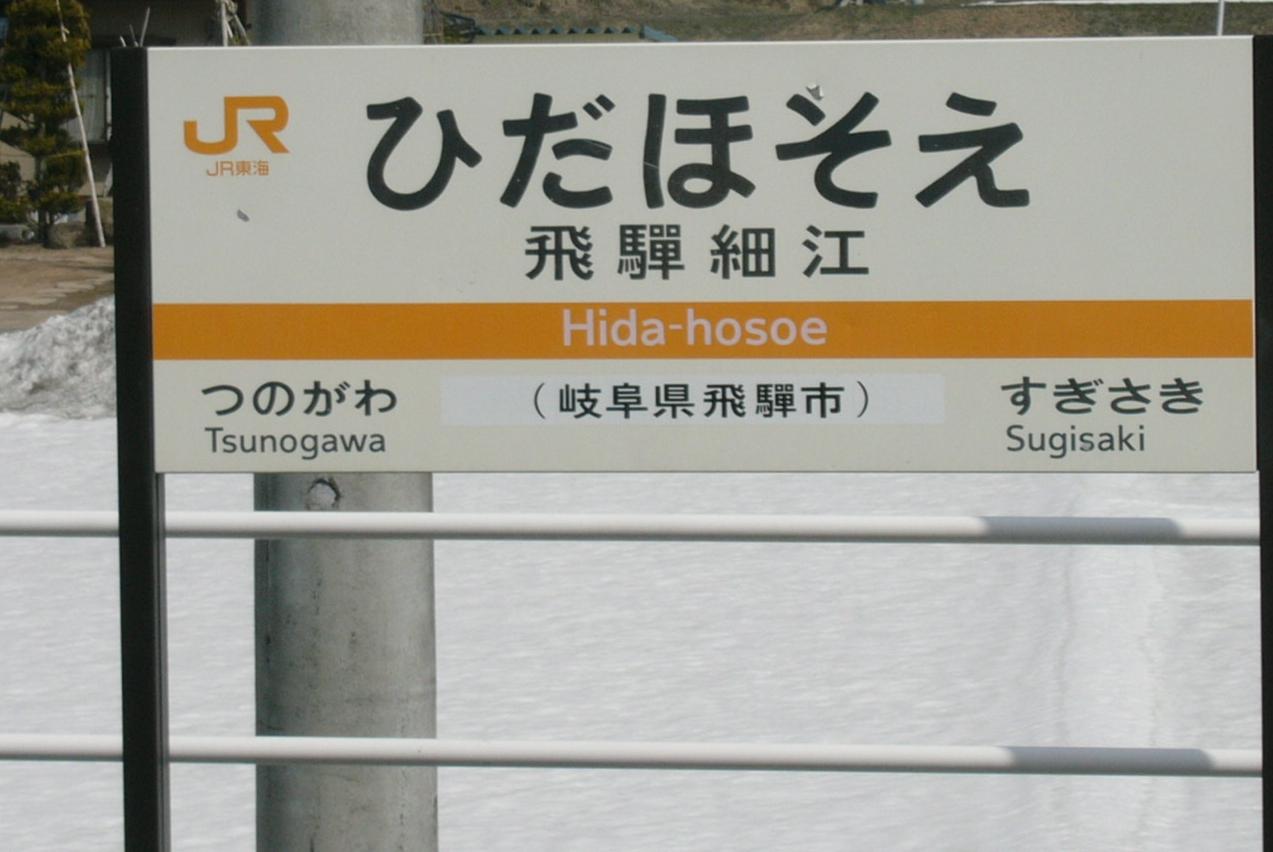 JR
JR東海
ひだほそえ
飛驒細江
Hida-hosoe
つのがわ
Tsunogawa
（岐阜県飛驒市）
すぎさき
Sugisaki